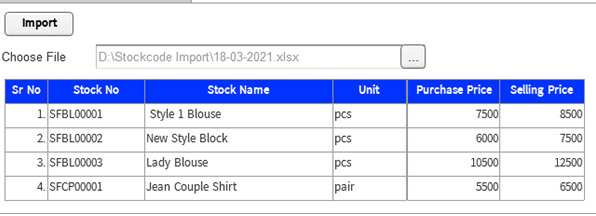 Import
Choose File D:\Stockcode Import\18-03-2021.xlsx ...
Sr No Stock No Stock Name Unit Purchase Price Selling Price
1. SFBL00001 Style 1 Blouse pcs 7500 8500
2. SFBL00002 New Style Block pcs 6000 7500
3. SFBL00003 Lady Blouse pcs 10500 12500
4. SFCP00001 Jean Couple Shirt pair 5500 6500